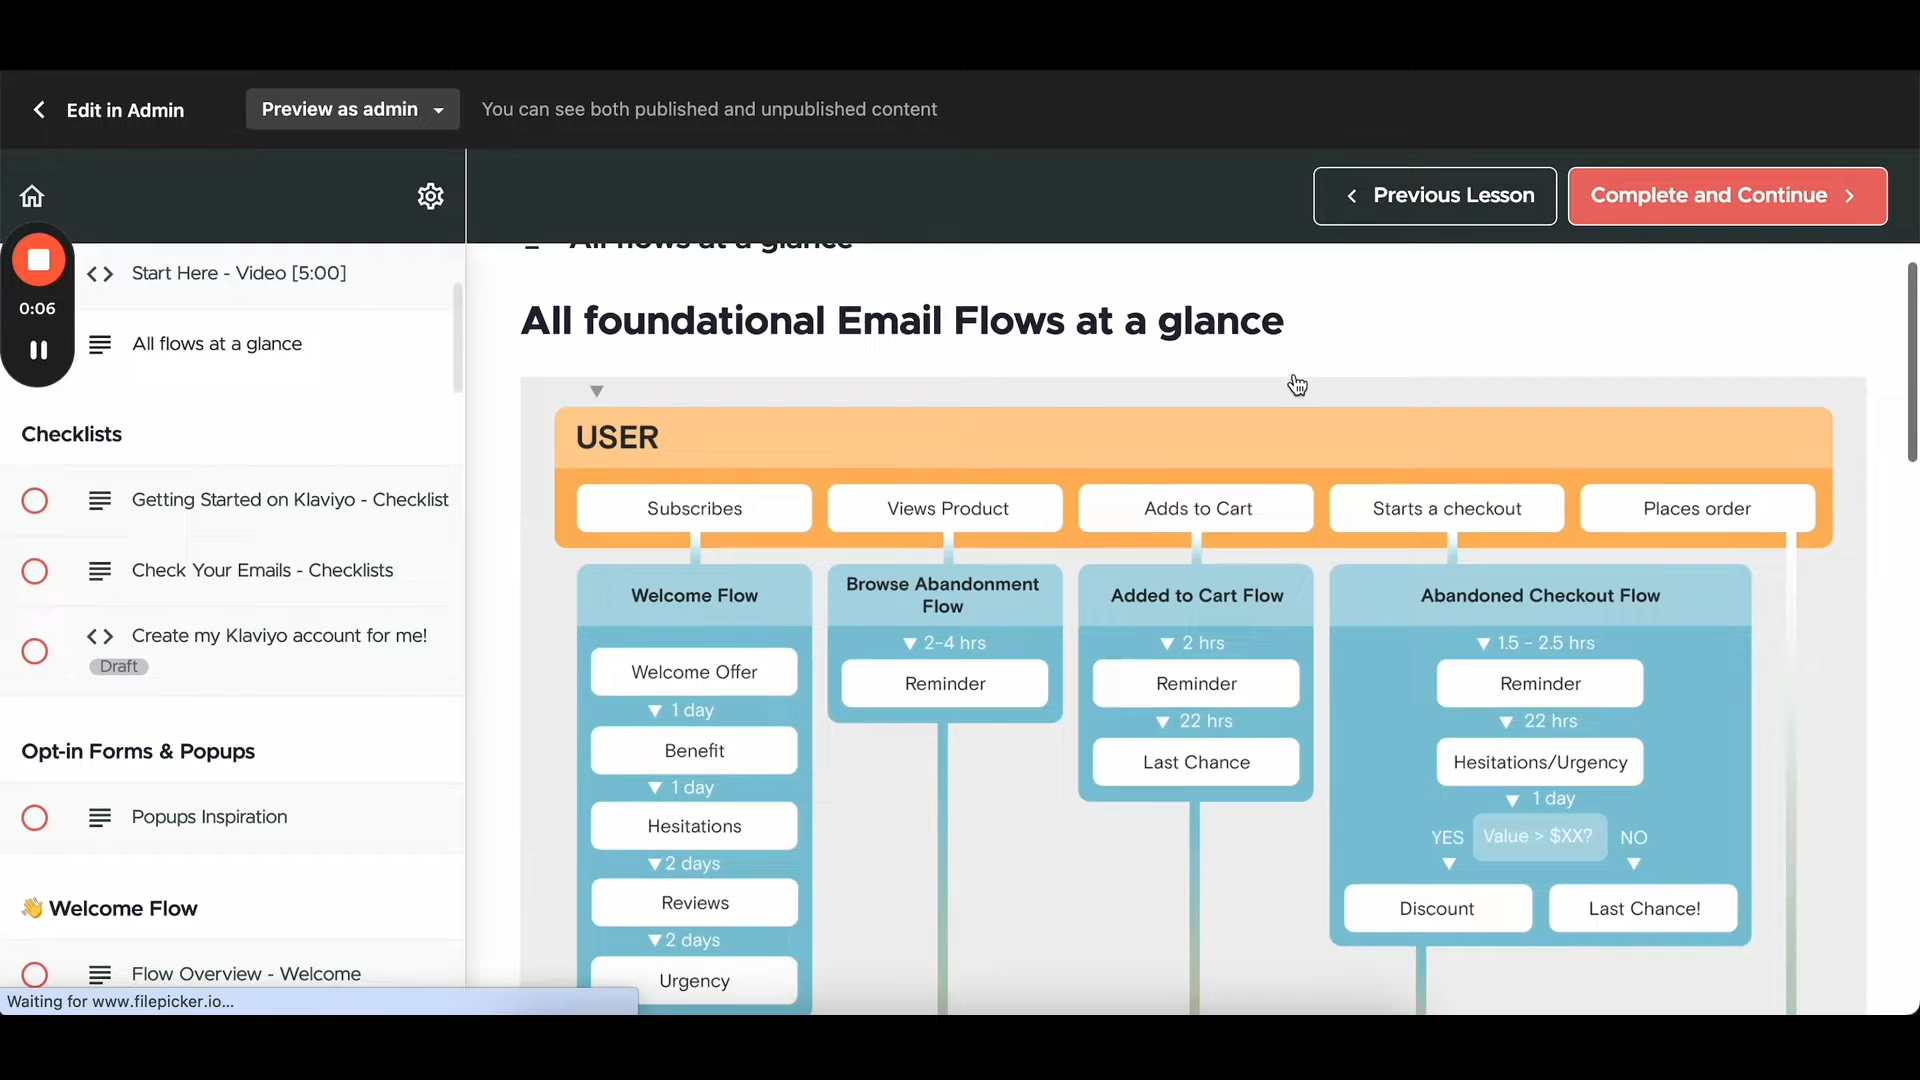 Edit in Admin
Preview as admin
You can see both published and unpublished content
Previous Lesson
Complete and Continue
0:06
Start Here - Video [5:00]
All flows at a glance
Checklists
Getting Started on Klaviyo - Checklist
Check Your Emails - Checklists
Create my Klaviyo account for me!
Draft
Opt-in Forms & Popups
Popups Inspiration
👋 Welcome Flow
Flow Overview - Welcome
Waiting for www.filepicker.io...
All flows at a glance
All foundational Email Flows at a glance
USER
Subscribes
Views Product
Adds to Cart
Starts a checkout
Places order
Welcome Flow
Welcome Offer
▼ 1 day
Benefit
▼ 1 day
Hesitations
▼ 2 days
Reviews
▼ 2 days
Urgency
Browse Abandonment
Flow
▼ 2-4 hrs
Reminder
Added to Cart Flow
▼ 2 hrs
Reminder
▼ 22 hrs
Last Chance
Abandoned Checkout Flow
▼ 1.5 - 2.5 hrs
Reminder
▼ 22 hrs
Hesitations/Urgency
▼ 1 day
YES
Value > $XX?
NO
Discount
Last Chance!